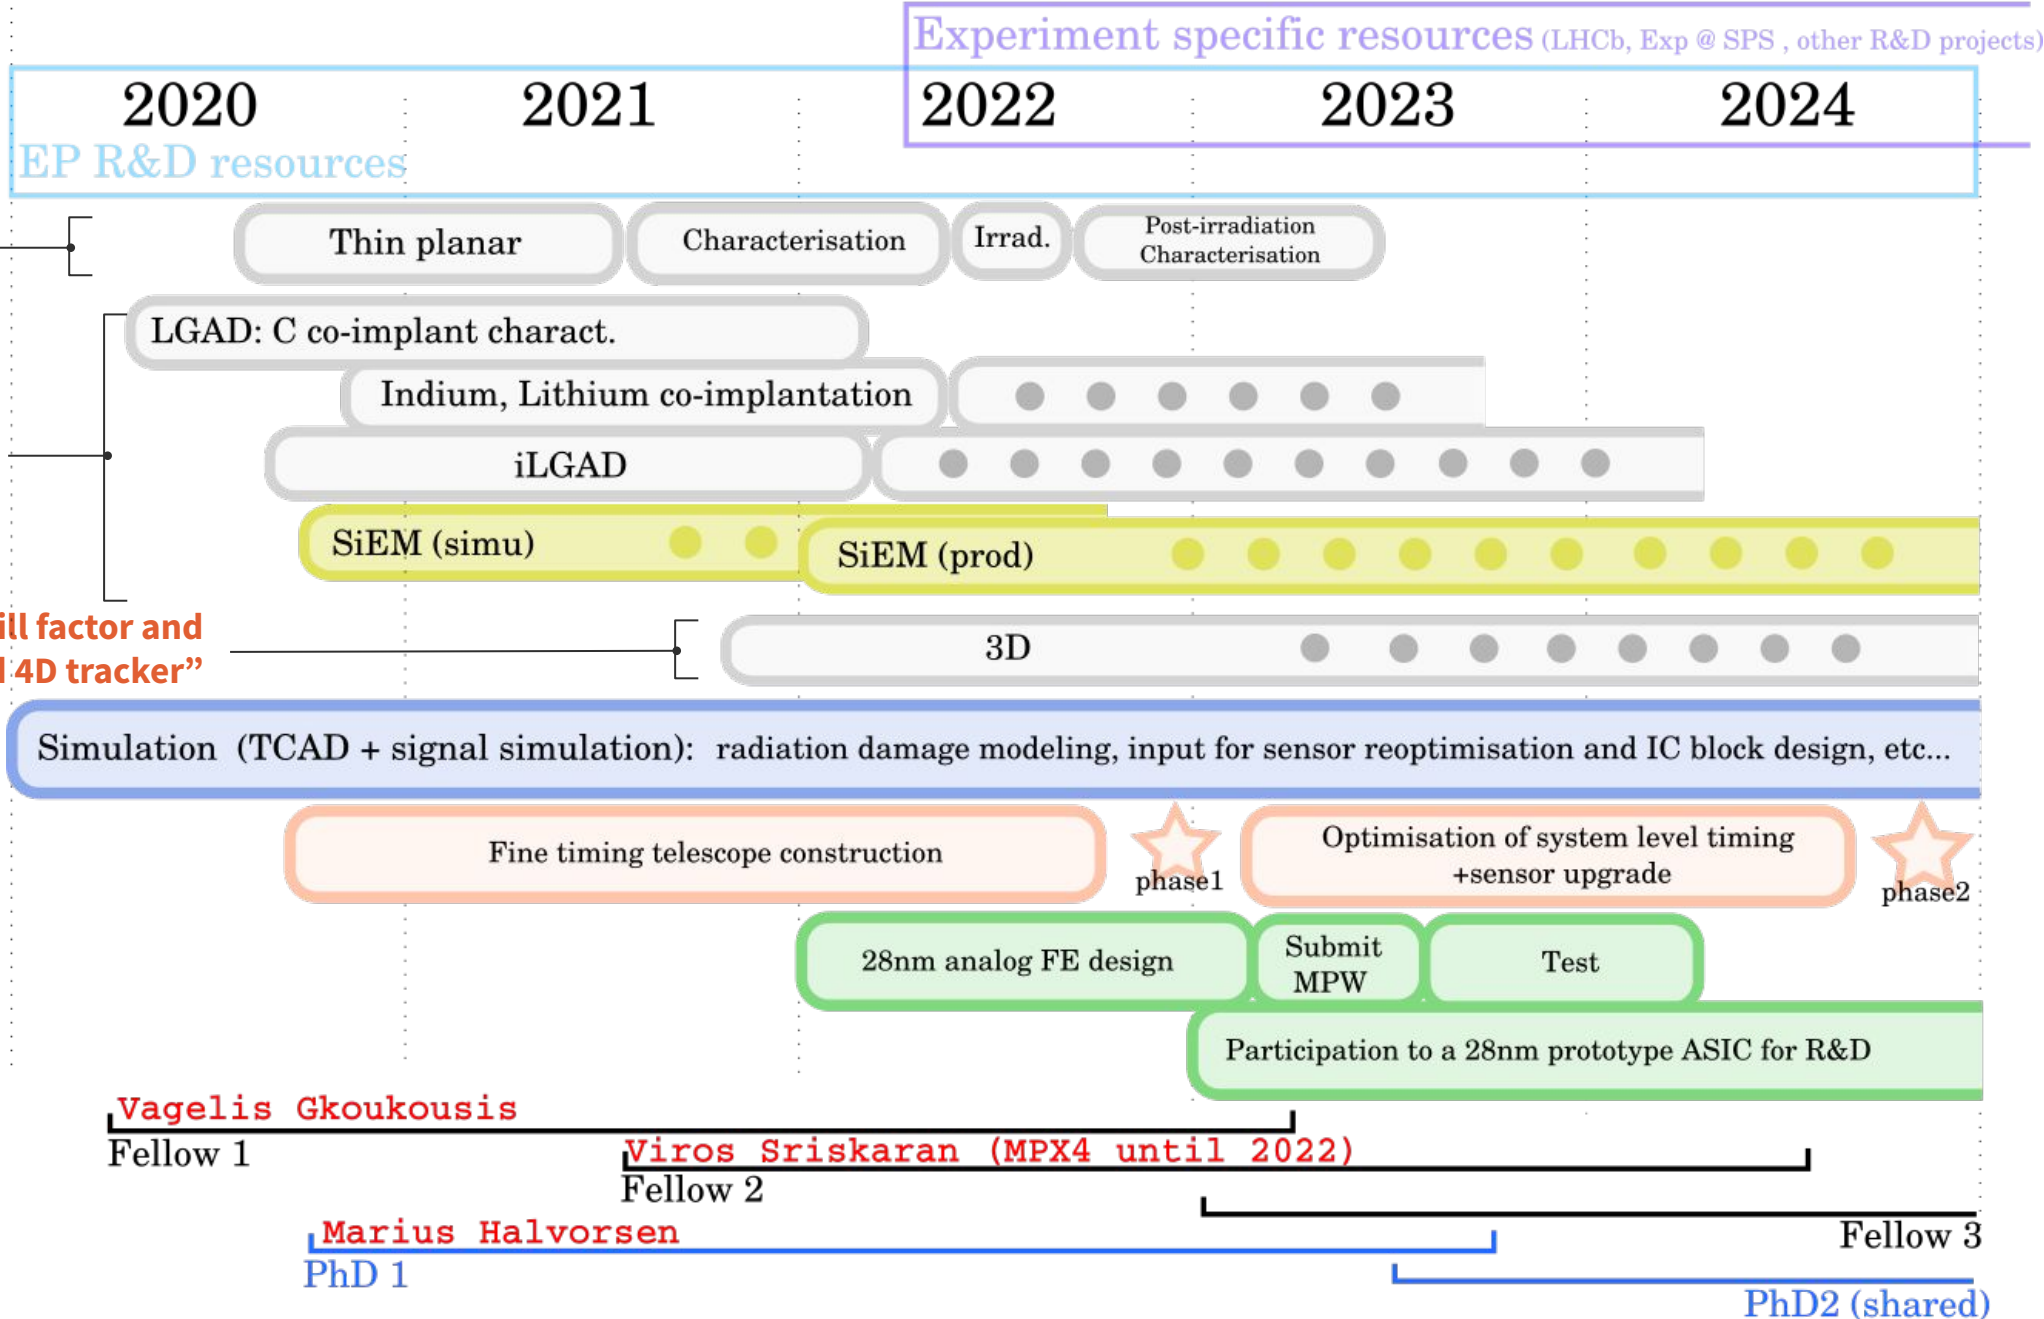 Experiment specific resources (LHCb, Exp @ SPS , other R&D projects)
2020 2021 2022 2023 2024
EP R&D resources
Thin planar
Characterisation
Irrad.
Post-irradiation
Characterisation
LGAD: C co-implant charact.
Indium, Lithium co-implantation
iLGAD
SiEM (simu)
SiEM (prod)
ill factor and
4D tracker”
3D
Simulation (TCAD + signal simulation): radiation damage modeling, input for sensor reoptimisation and IC block design, etc...
Fine timing telescope construction
phase1
Optimisation of system level timing
+sensor upgrade
phase2
28nm analog FE design
Submit
MPW
Test
Participation to a 28nm prototype ASIC for R&D
Vagelis Gkoukousis
Fellow 1
Viros Sriskaran (MPX4 until 2022)
Fellow 2
Fellow 3
Marius Halvorsen
PhD 1
PhD2 (shared)